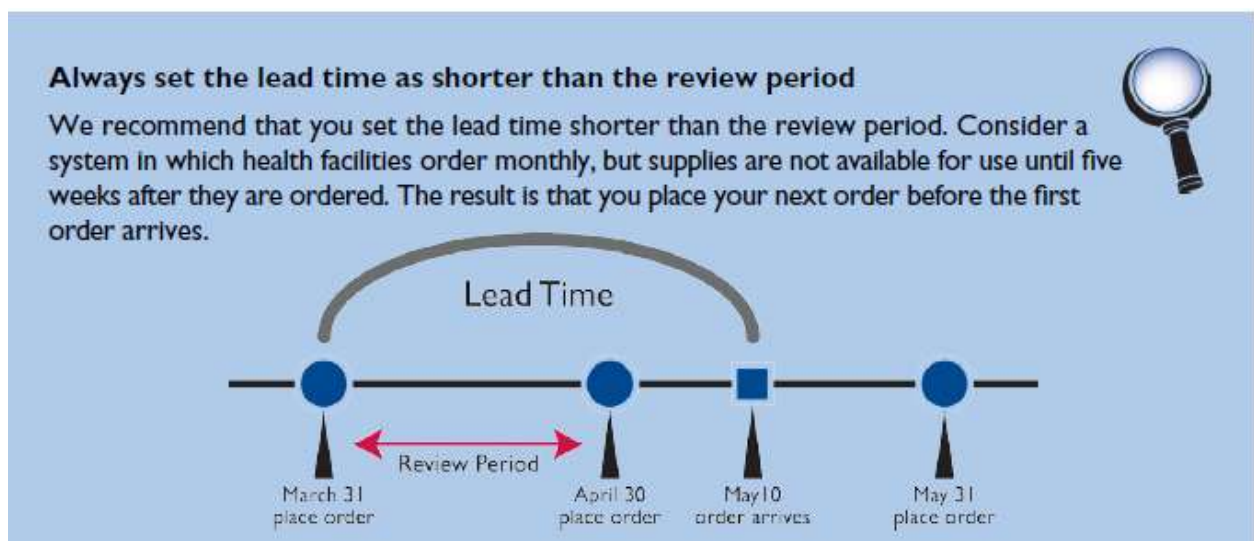 Always set the lead time as shorter than the review period
We recommend that you set the lead time shorter than the review period. Consider a
system in which health facilities order monthly, but supplies are not available for use until five
weeks after they are ordered. The result is that you place your next order before the first
order arrives.
Lead Time
Review Period
March 31
place order
April 30
place order
May10
order arrives
May 31
place order